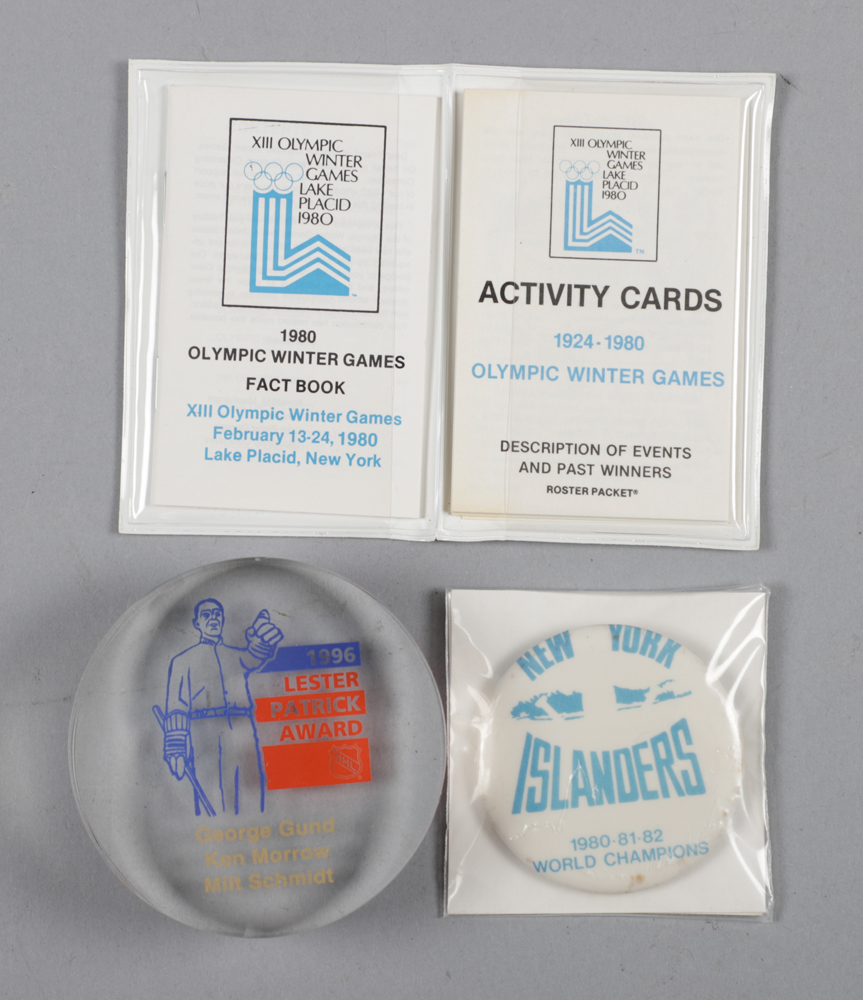 XIII OLYMPIC
WINTER
GAMES
LAKE
PLACID
1980
TM
1980
OLYMPIC WINTER GAMES
FACT BOOK
XIII Olympic Winter Games
February 13-24, 1980
Lake Placid, New York
XIII OLYMPIC
WINTER
GAMES
LAKE
PLACID
1980
TM
ACTIVITY CARDS
1924-1980
OLYMPIC WINTER GAMES
DESCRIPTION OF EVENTS
AND PAST WINNERS
ROSTER PACKET®
1996
LESTER
PATRICK
AWARD
NHL
George Gund
Ken Morrow
Milt Schmidt
NEW YORK
ISLANDERS
1980-81-82
WORLD CHAMPIONS